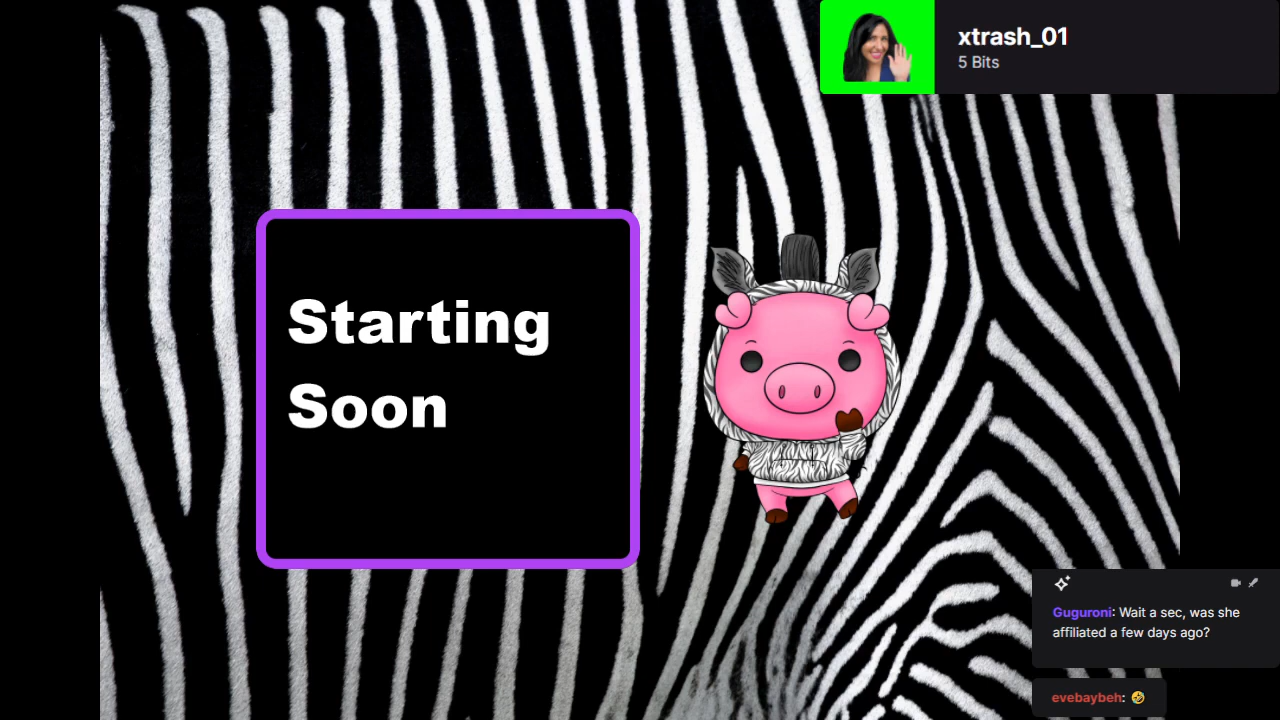 xtrash_01
5 Bits
Starting
Soon
Guguroni: Wait a sec, was she
affiliated a few days ago?
evebaybeh: 🤣